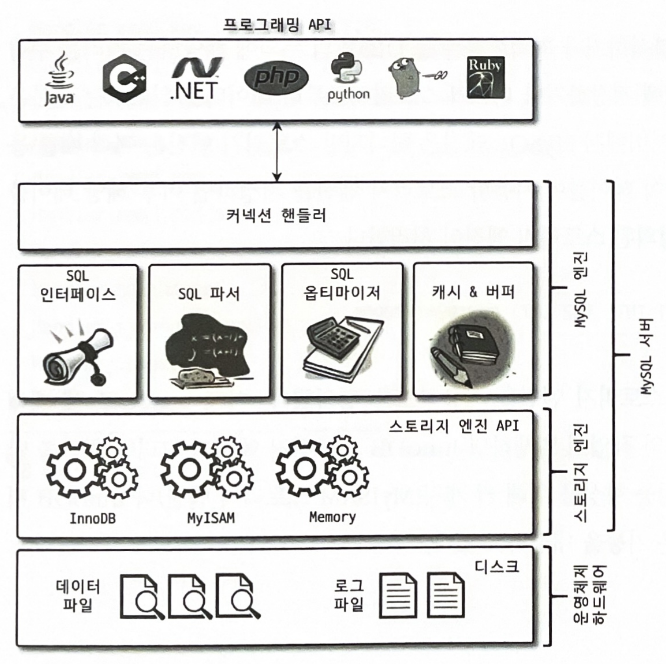 프로그래밍 API
Java
C++
.NET
php
python
GO
Ruby
커넥션 핸들러
SQL
인터페이스
SQL 파서
SQL
옵티마이저
캐시 & 버퍼
MySQL 엔진
스토리지 엔진 API
InnoDB
MyISAM
Memory
스토리지 엔진
MySQL 서버
디스크
데이터
파일
로그
파일
운영체제
하드웨어